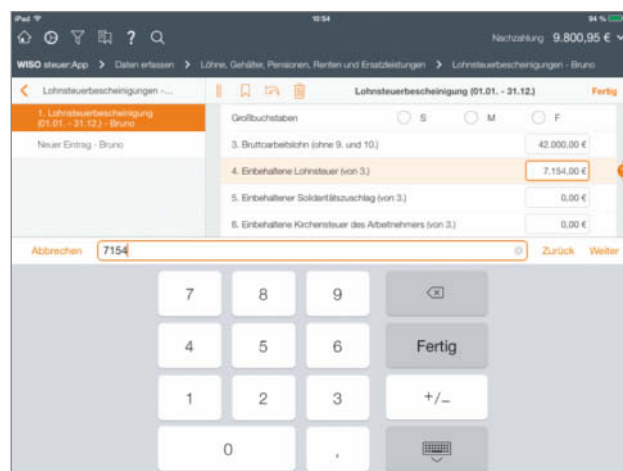 iPad
10:54
94 %
?
Nachzahlung 9.800,95 €
WISO steuer:App > Daten erfassen > Löhne, Gehälter, Pensionen, Renten und Ersatzleistungen > Lohnsteuerbescheinigungen - Bruno
Lohnsteuerbescheinigungen -...
Lohnsteuerbescheinigung (01.01. - 31.12.)
Fertig
1. Lohnsteuerbescheinigung
(01.01. - 31.12.) - Bruno
Neuer Eintrag - Bruno
Großbuchstaben S M F
3. Bruttoarbeitslohn (ohne 9. und 10.) 42.000,00 €
4. Einbehaltene Lohnsteuer (von 3.) 7.154,00 €
5. Einbehaltener Solidaritätszuschlag (von 3.) 0,00 €
6. Einbehaltene Kirchensteuer des Arbeitnehmers (von 3.) 0,00 €
Abbrechen 7154 Zurück Weiter
7 8 9
4 5 6 Fertig
1 2 3 +/-
0 ,